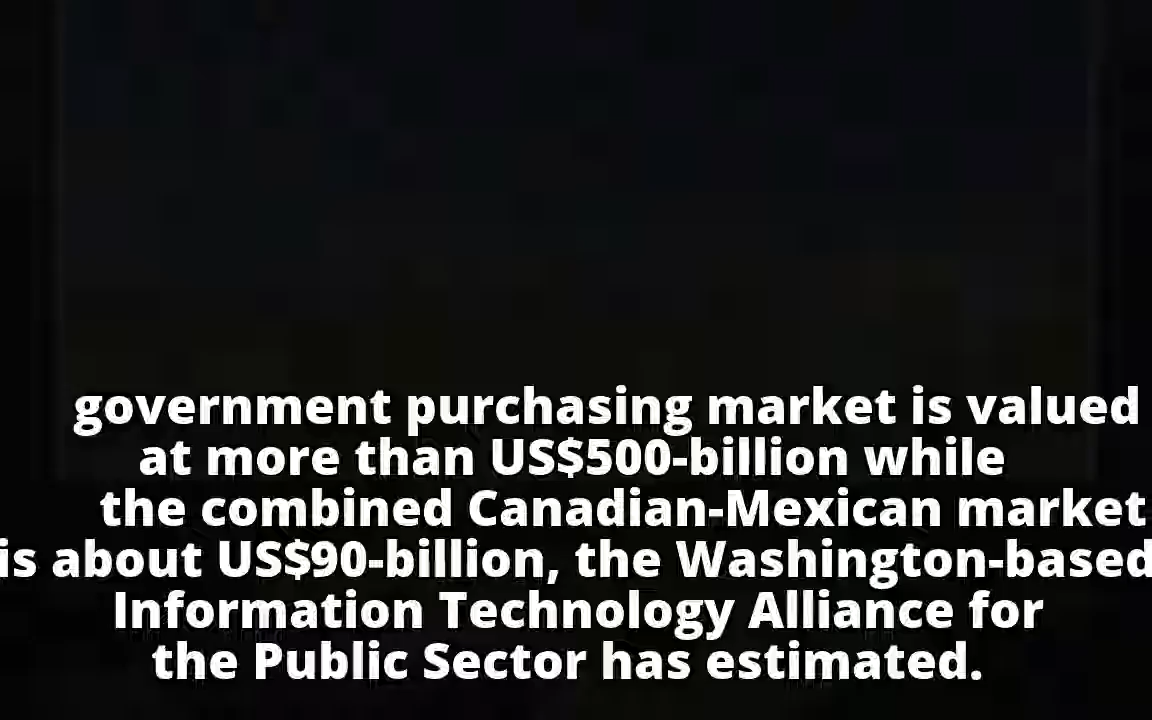 government purchasing market is valued
at more than US$500-billion while
the combined Canadian-Mexican market
is about US$90-billion, the Washington-based
Information Technology Alliance for
the Public Sector has estimated.